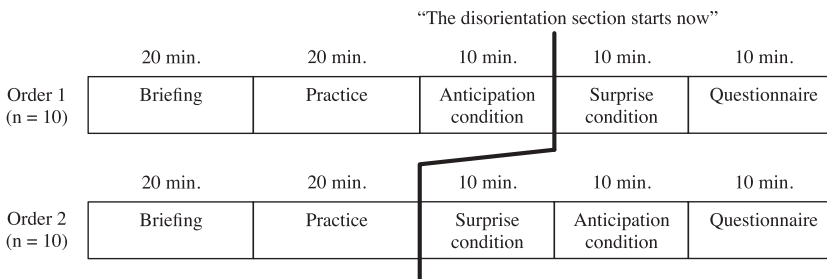 “The disorientation section starts now”
20 min. 20 min. 10 min. 10 min. 10 min.
Order 1 Briefing Practice Anticipation Surprise Questionnaire
(n = 10) condition condition
20 min. 20 min. 10 min. 10 min. 10 min.
Order 2 Briefing Practice Surprise Anticipation Questionnaire
(n = 10) condition condition